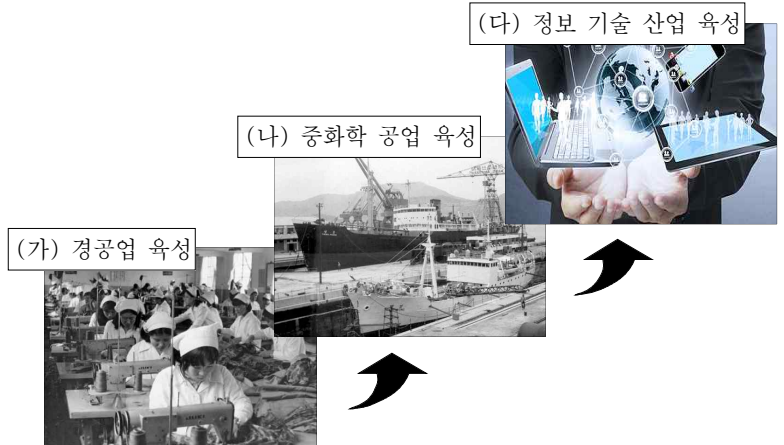 (다) 정보 기술 산업 육성
(나) 중화학 공업 육성
(가) 경공업 육성